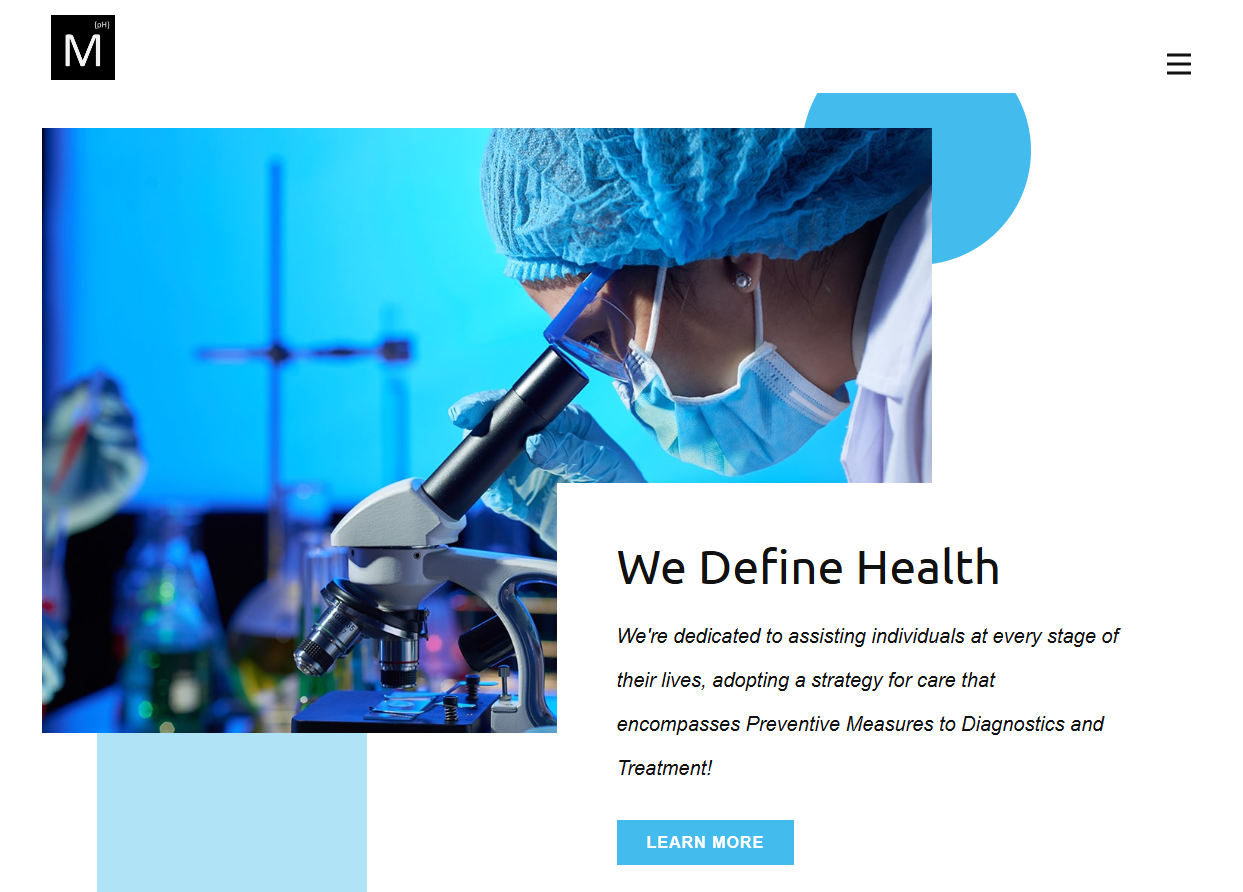 (pH)
M
We Define Health
We're dedicated to assisting individuals at every stage of
their lives, adopting a strategy for care that
encompasses Preventive Measures to Diagnostics and
Treatment!
LEARN MORE